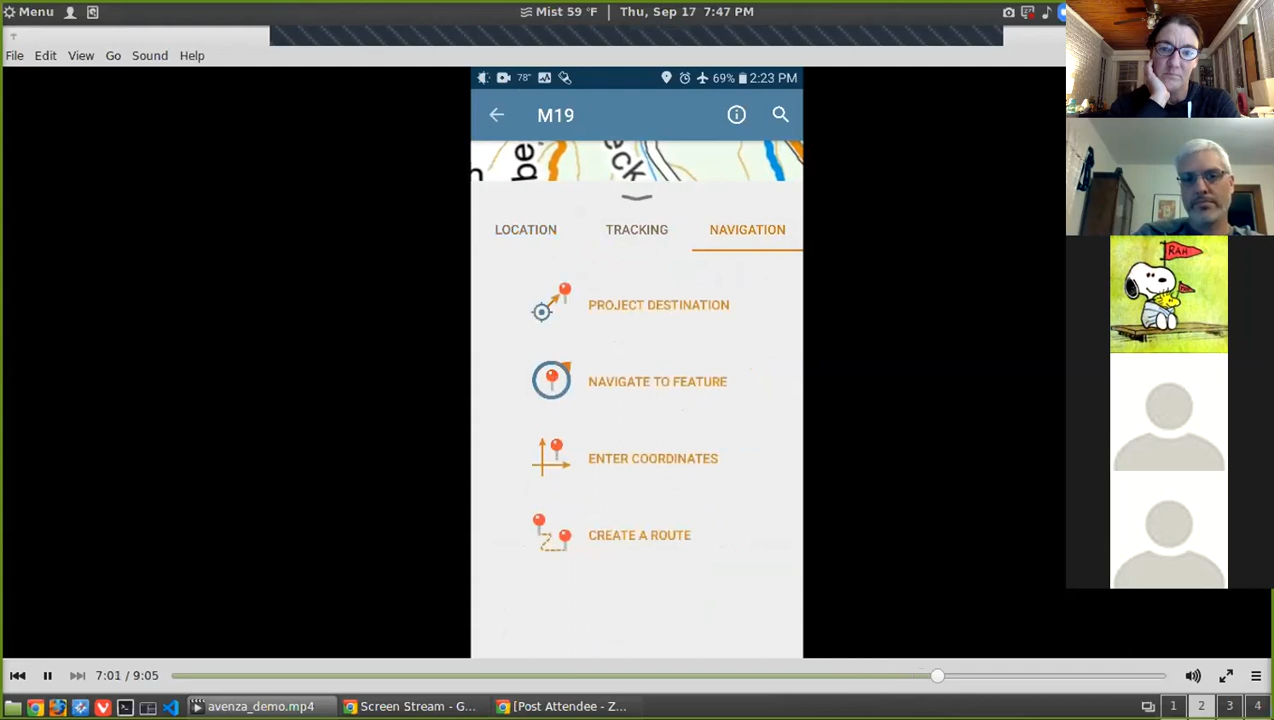 Menu
Mist 59 °F
Thu, Sep 17 7:47 PM
File Edit View Go Sound Help
78°
69%
2:23 PM
M19
be
eck
LOCATION TRACKING NAVIGATION
PROJECT DESTINATION
NAVIGATE TO FEATURE
ENTER COORDINATES
CREATE A ROUTE
RAH
7:01 / 9:05
avenza_demo.mp4
Screen Stream - G...
[Post Attendee - Z...
1 2 3 4